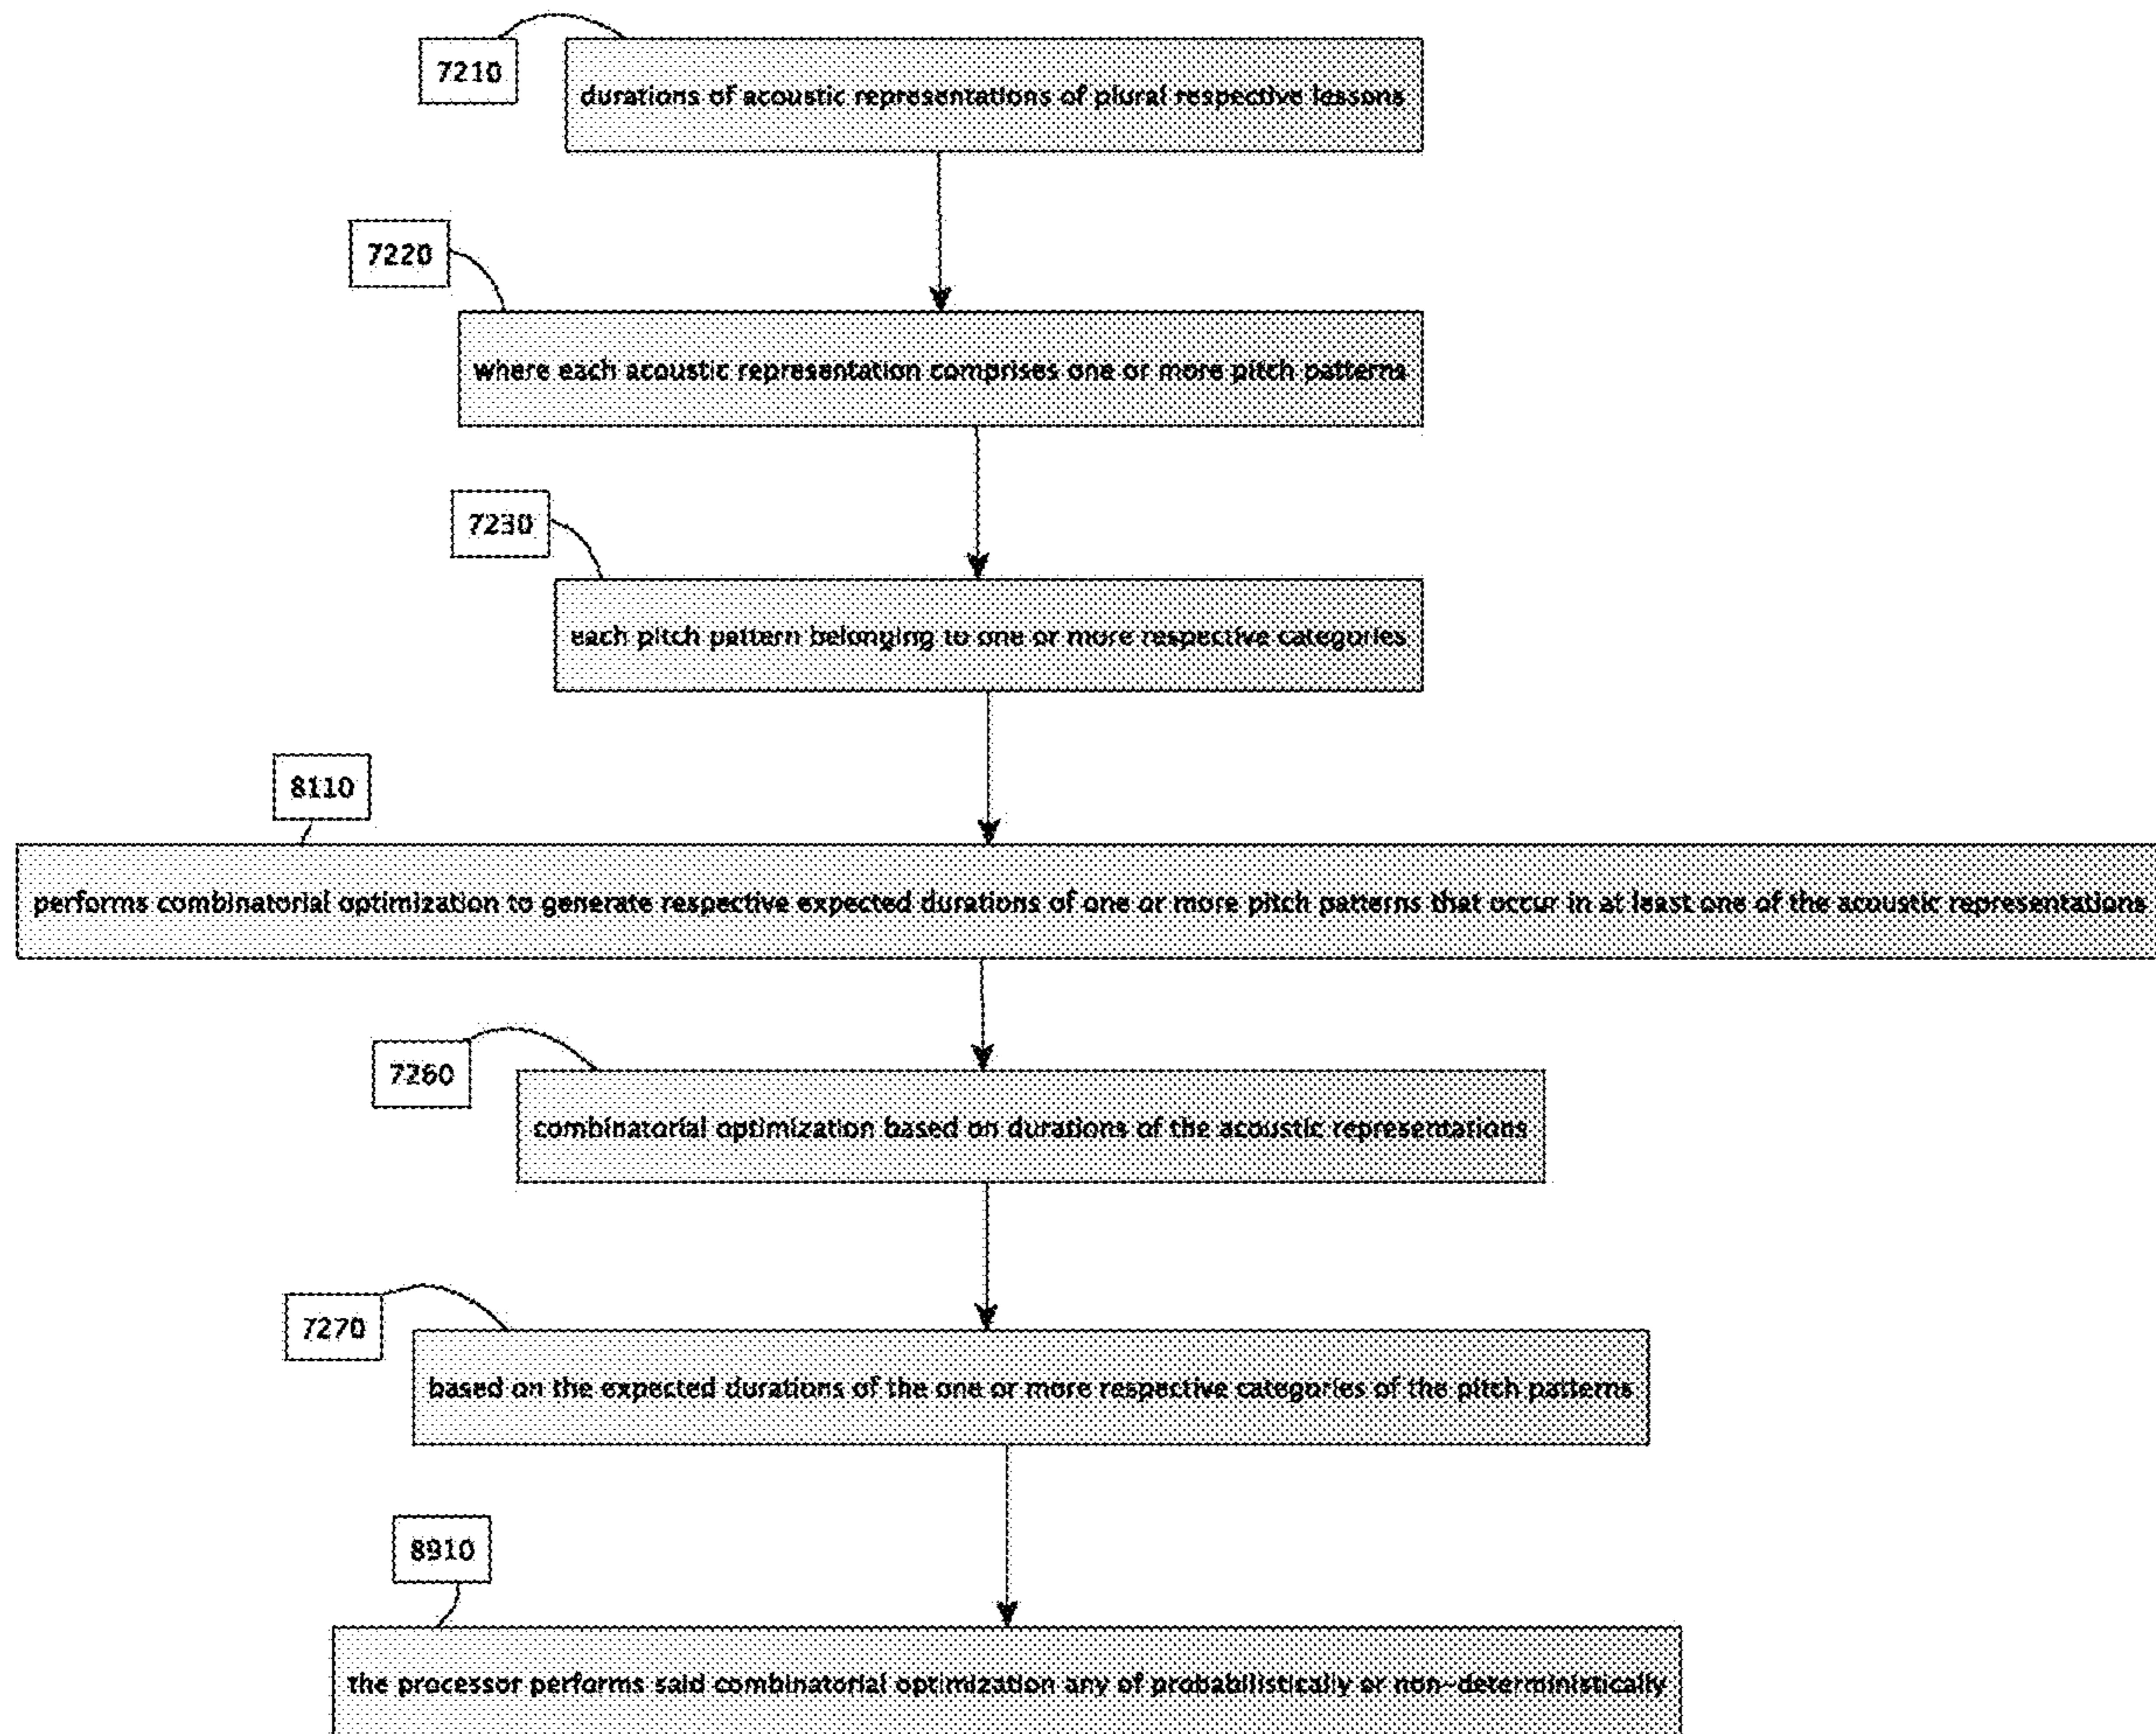 7210
durations of acoustic representations of plural respective lessons
7220
where each acoustic representation comprises one or more pitch patterns
7230
each pitch pattern belonging to one or more respective categories
8110
performs combinatorial optimization to generate respective expected durations of one or more pitch patterns that occur in at least one of the acoustic representations
7260
combinatorial optimization based on durations of the acoustic representations
7270
based on the expected durations of the one or more respective categories of the pitch patterns
8910
the processor performs said combinatorial optimization any of probabilistically or non-deterministically